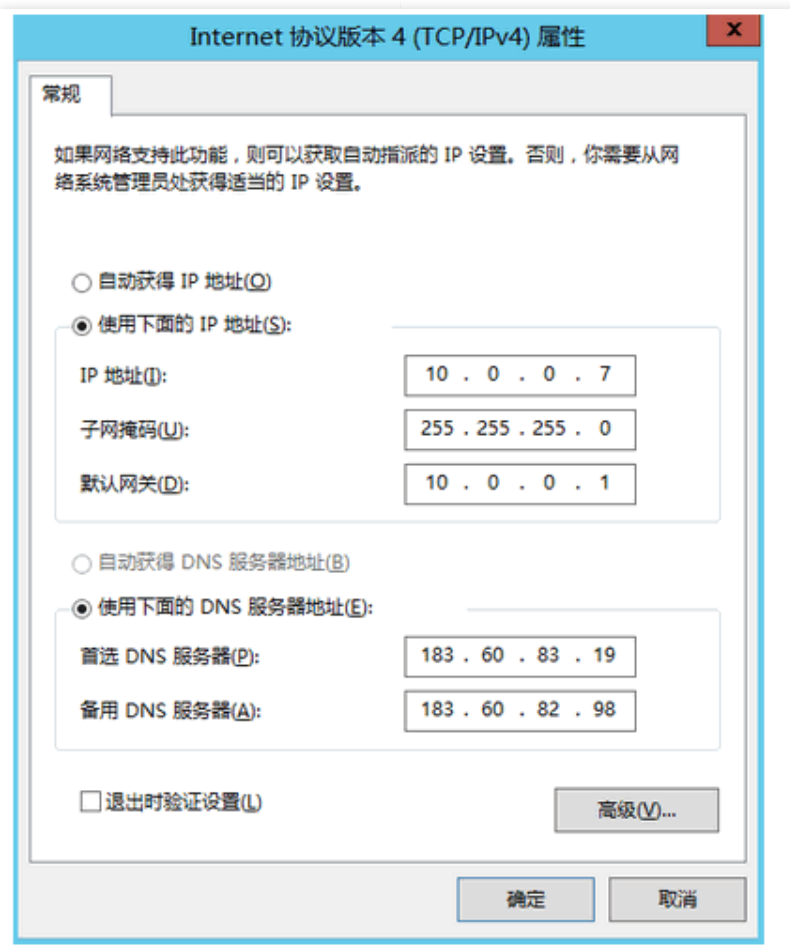 Internet 协议版本 4 (TCP/IPv4) 属性
x
常规
如果网络支持此功能，则可以获取自动指派的 IP 设置。否则，你需要从网
络系统管理员处获得适当的 IP 设置。
自动获得 IP 地址(O)
使用下面的 IP 地址(S):
IP 地址(I): 10 . 0 . 0 . 7
子网掩码(U): 255 . 255 . 255 . 0
默认网关(D): 10 . 0 . 0 . 1
自动获得 DNS 服务器地址(B)
使用下面的 DNS 服务器地址(E):
首选 DNS 服务器(P): 183 . 60 . 83 . 19
备用 DNS 服务器(A): 183 . 60 . 82 . 98
退出时验证设置(L)
高级(V)...
确定 取消